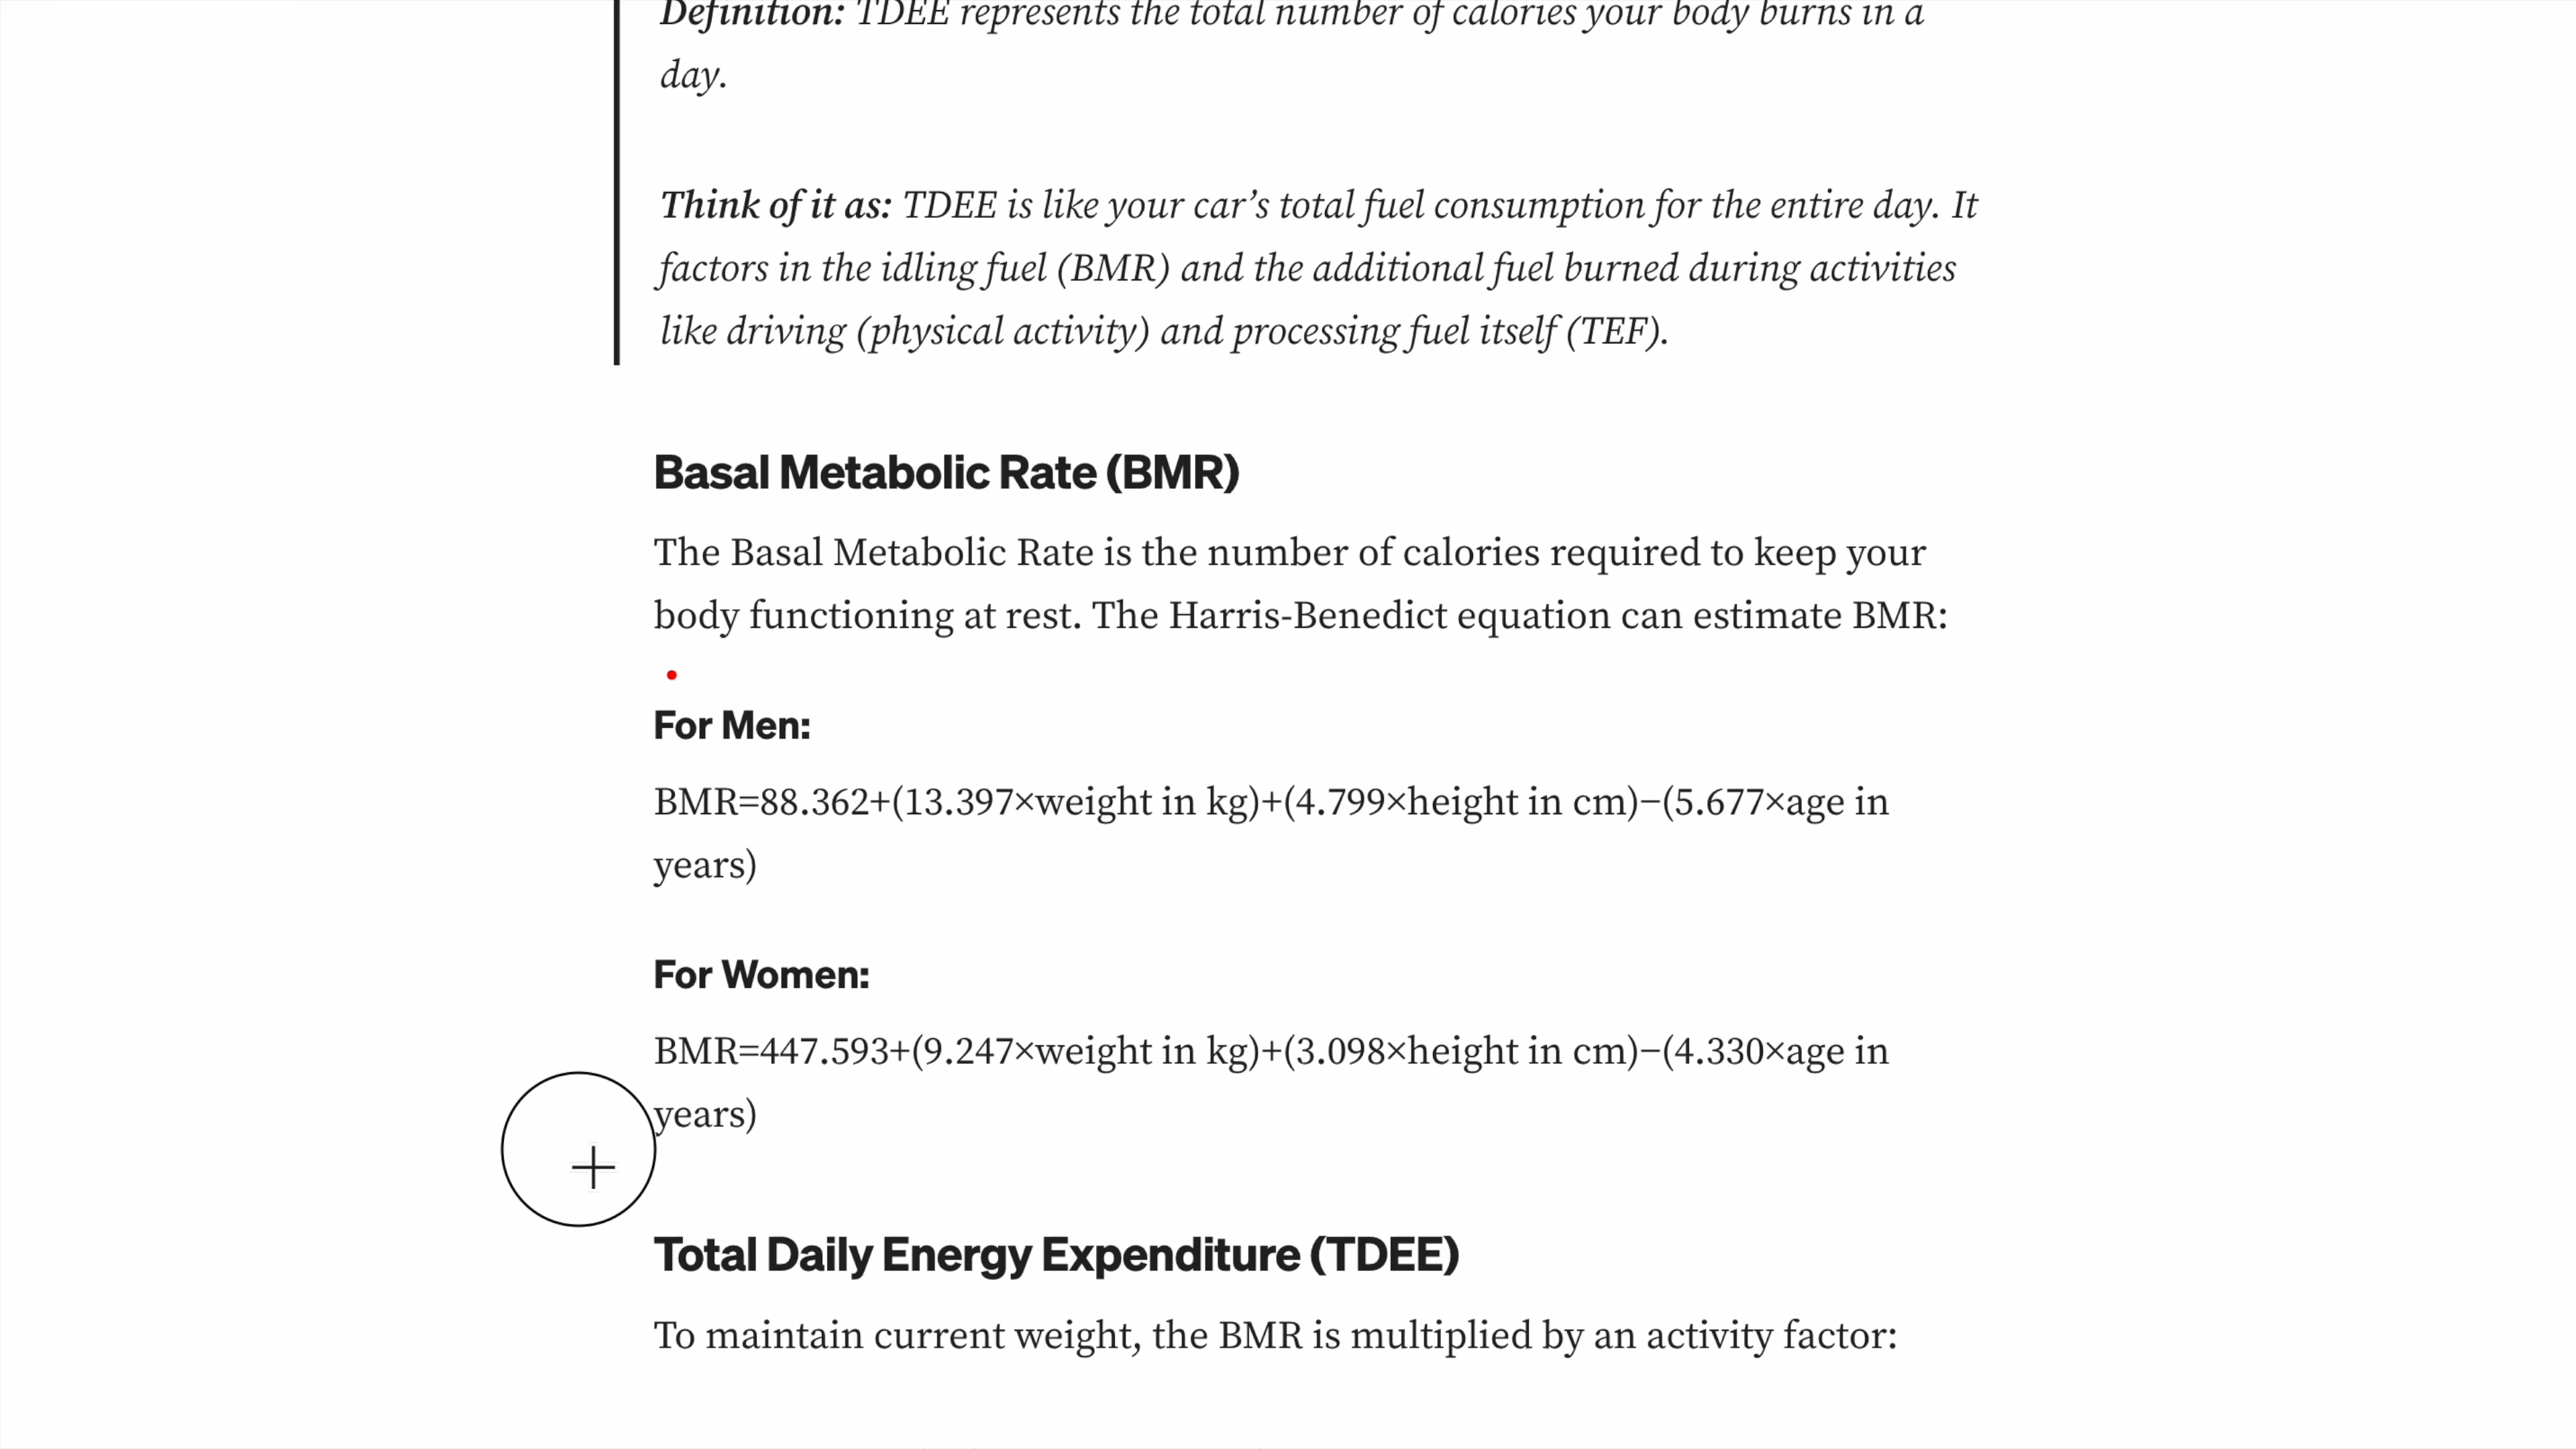 Definition: TDEE represents the total number of calories your body burns in a
day.
Think of it as: TDEE is like your car’s total fuel consumption for the entire day. It
factors in the idling fuel (BMR) and the additional fuel burned during activities
like driving (physical activity) and processing fuel itself (TEF).
Basal Metabolic Rate (BMR)
The Basal Metabolic Rate is the number of calories required to keep your
body functioning at rest. The Harris-Benedict equation can estimate BMR:
For Men:
BMR=88.362+(13.397×weight in kg)+(4.799×height in cm)−(5.677×age in
years)
For Women:
BMR=447.593+(9.247×weight in kg)+(3.098×height in cm)−(4.330×age in
years)
Total Daily Energy Expenditure (TDEE)
To maintain current weight, the BMR is multiplied by an activity factor: